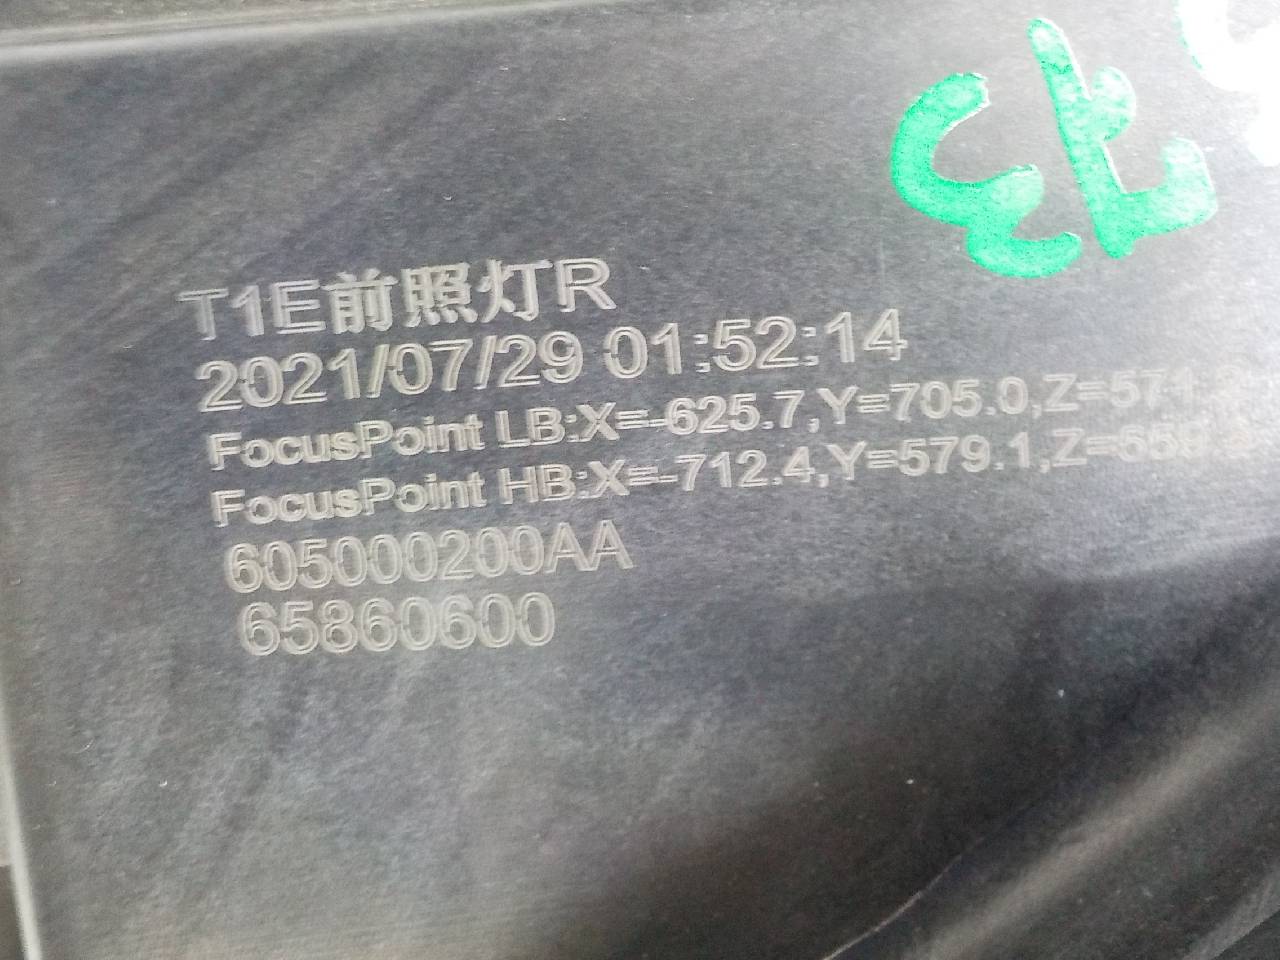 T1E前照灯R
2021/07/29 01:52:14
FocusPoint LB:X=-625.7,Y=705.0,Z=571
FocusPoint HB:X=-712.4,Y=579.1,Z=
605000200AA
65860600